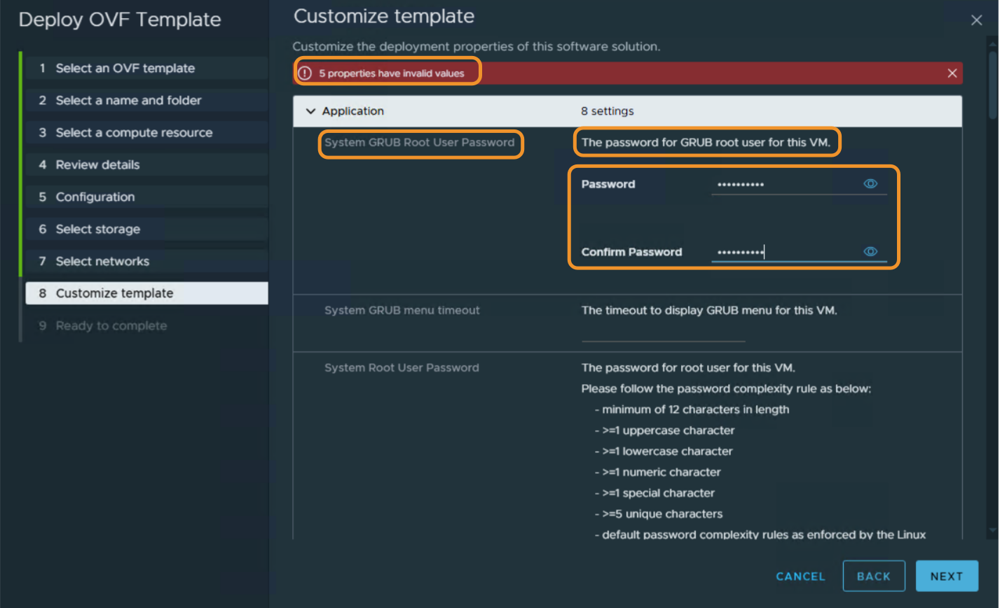 Deploy OVF Template
1 Select an OVF template
2 Select a name and folder
3 Select a compute resource
4 Review details
5 Configuration
6 Select storage
7 Select networks
8 Customize template
9 Ready to complete
Customize template
Customize the deployment properties of this software solution.
5 properties have invalid values
Application 8 settings
System GRUB Root User Password The password for GRUB root user for this VM.
Password ••••••••••
Confirm Password ••••••••••
System GRUB menu timeout The timeout to display GRUB menu for this VM.
System Root User Password The password for root user for this VM.
Please follow the password complexity rule as below:
- minimum of 12 characters in length
- >=1 uppercase character
- >=1 lowercase character
- >=1 numeric character
- >=1 special character
- >=5 unique characters
- default password complexity rules as enforced by the Linux
CANCEL BACK NEXT